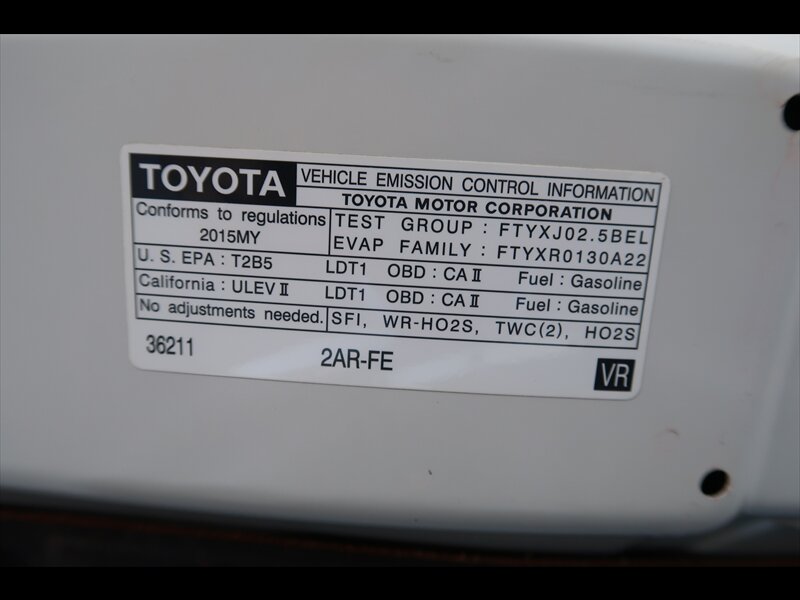 TOYOTA VEHICLE EMISSION CONTROL INFORMATION
TOYOTA MOTOR CORPORATION
Conforms to regulations
2015MY
TEST GROUP : FTYXJ02.5BEL
EVAP FAMILY : FTYXR0130A22
U. S. EPA : T2B5 LDT1 OBD : CA II Fuel : Gasoline
California : ULEV II LDT1 OBD : CA II Fuel : Gasoline
No adjustments needed. SFI, WR-HO2S, TWC(2), HO2S
36211 2AR-FE VR